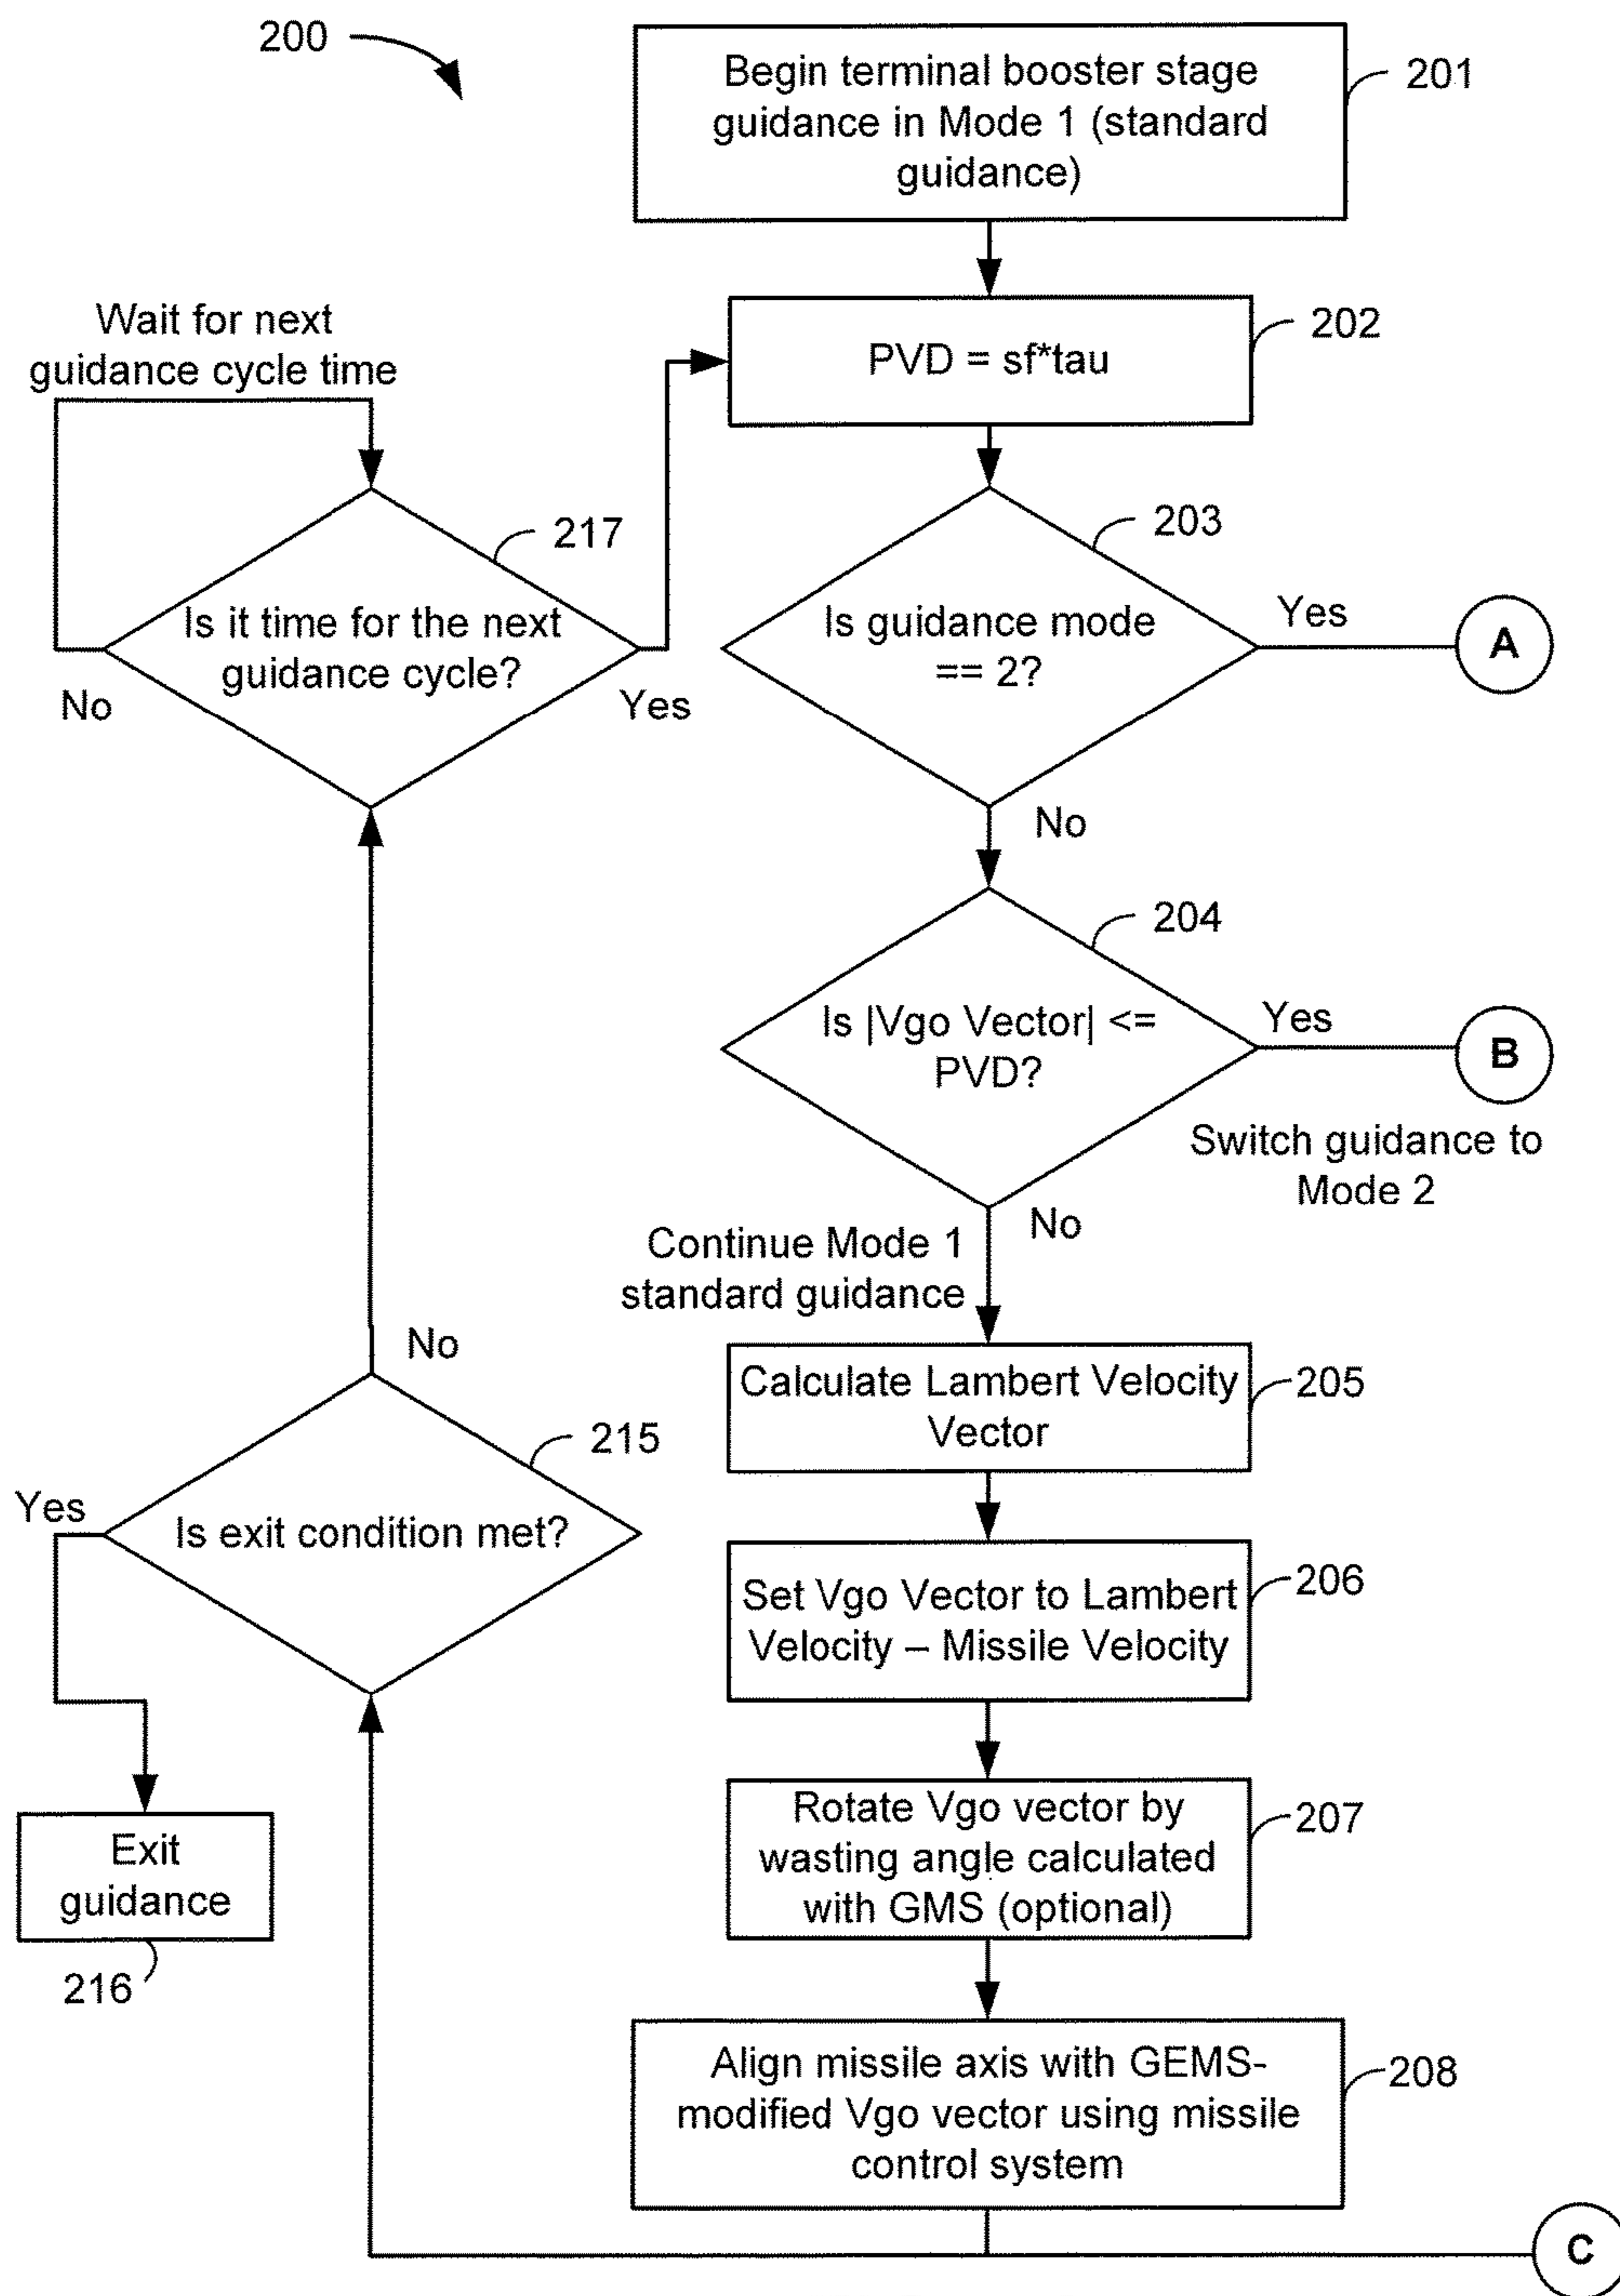 200
Begin terminal booster stage
guidance in Mode 1 (standard
guidance)
201
Wait for next
guidance cycle time
PVD = sf*tau
202
217
Is it time for the next
guidance cycle?
No
Yes
203
Is guidance mode
== 2?
Yes
A
No
204
Is |Vgo Vector| <=
PVD?
Yes
B
Switch guidance to
Mode 2
No
Continue Mode 1
standard guidance
Calculate Lambert Velocity
Vector
205
Set Vgo Vector to Lambert
Velocity – Missile Velocity
206
Rotate Vgo vector by
wasting angle calculated
with GMS (optional)
207
Align missile axis with GEMS-
modified Vgo vector using missile
control system
208
C
No
215
Is exit condition met?
Yes
Exit
guidance
216